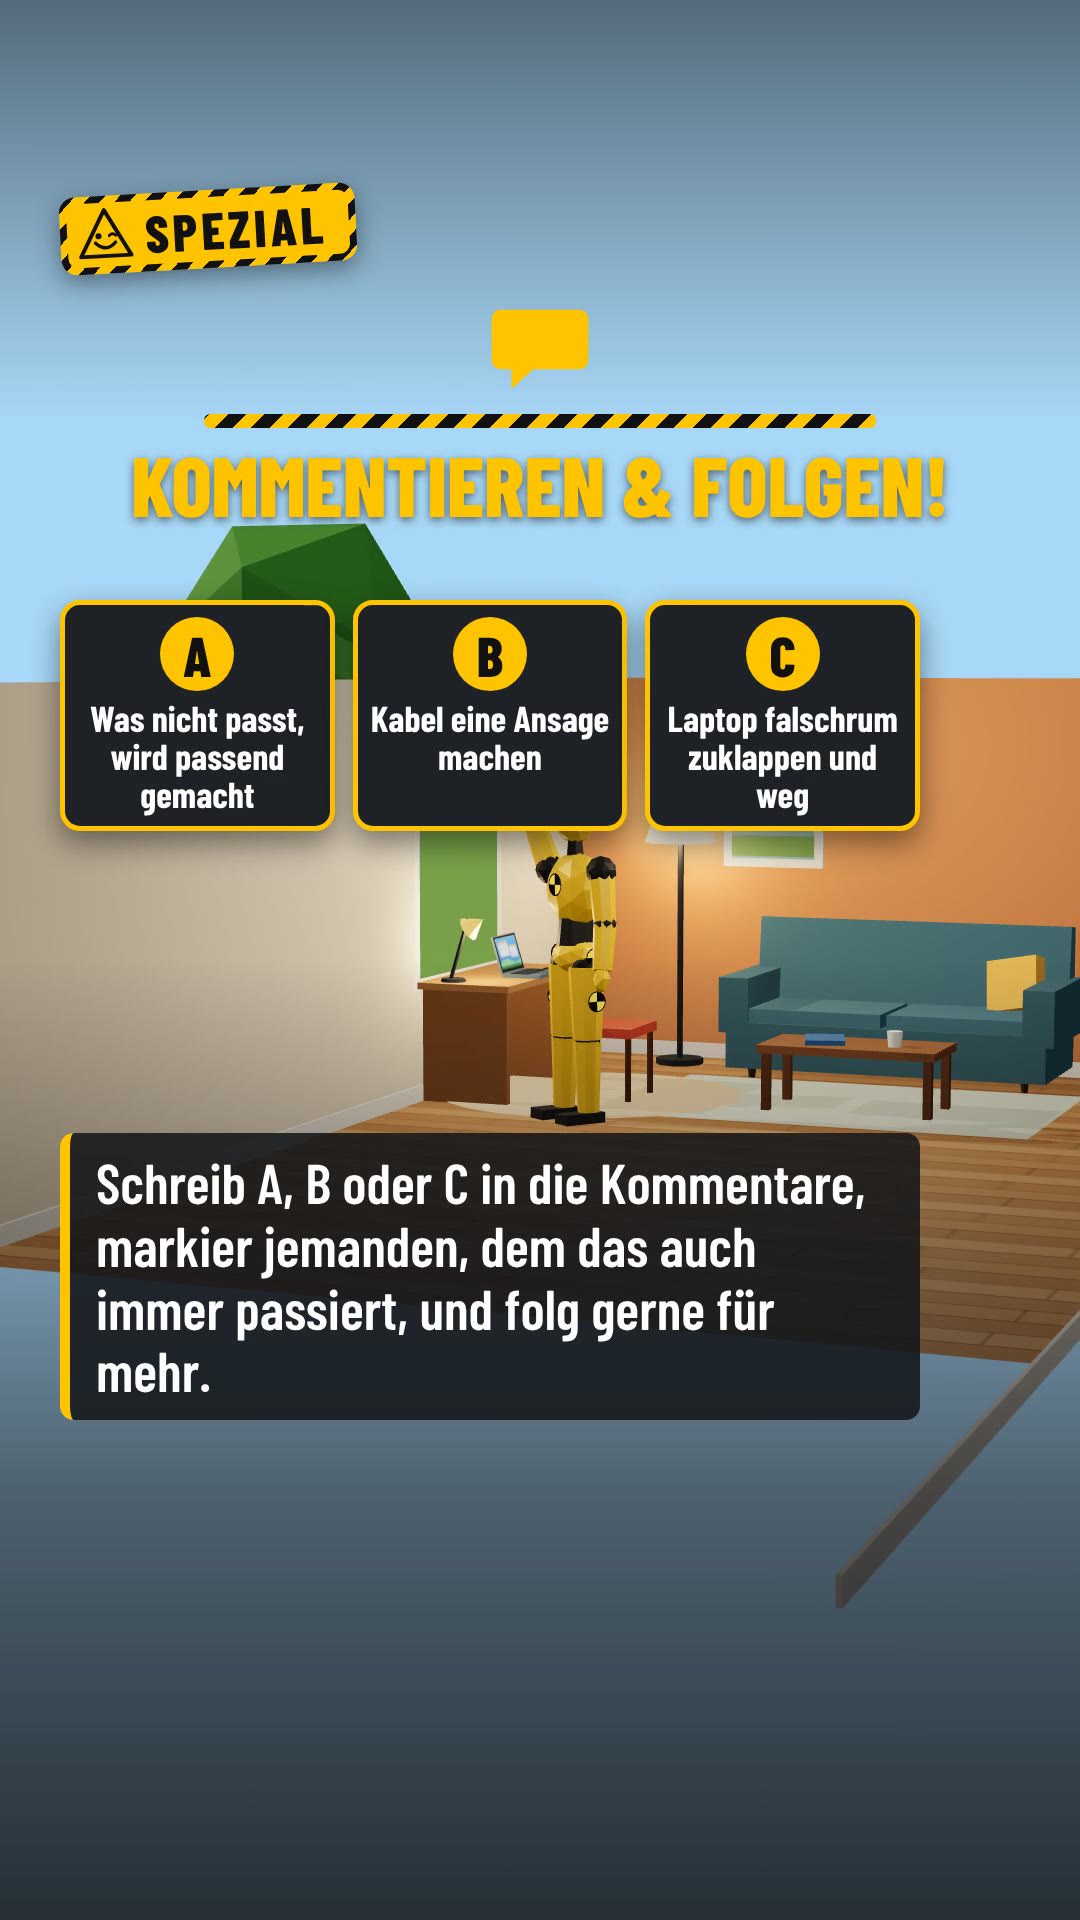 SPEZIAL
KOMMENTIEREN & FOLGEN!
A
Was nicht passt,
wird passend
gemacht
B
Kabel eine Ansage
machen
C
Laptop falschrum
zuklappen und
weg
Schreib A, B oder C in die Kommentare,
markier jemanden, dem das auch
immer passiert, und folg gerne für
mehr.